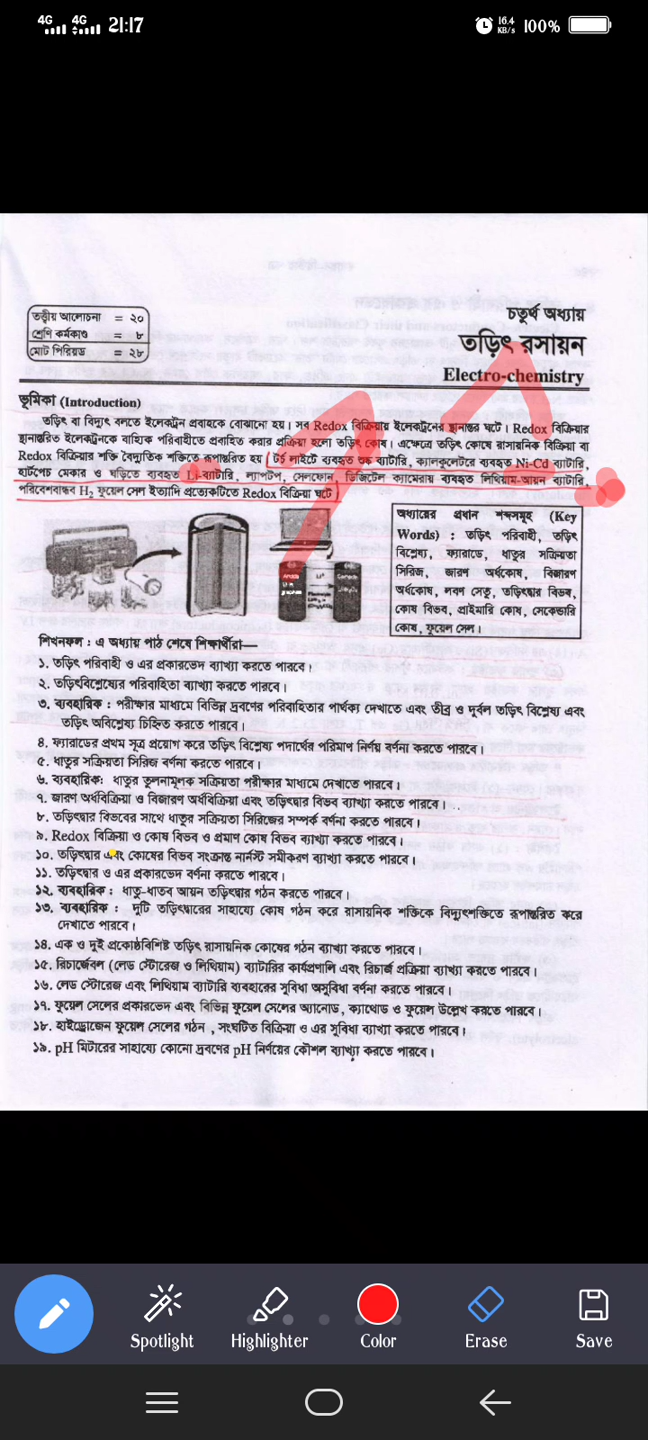 4G 4G 21:17 16.4 KB/s 100%
তত্ত্বীয় আলোচনা = ২০
শ্রেণি কর্মকাণ্ড = ৮
মোট পিরিয়ড = ২৮
চতুর্থ অধ্যায়
তড়িৎ রসায়ন
Electro-chemistry
ভূমিকা (Introduction)
তড়িৎ বা বিদ্যুৎ বলতে ইলেকট্রন প্রবাহকে বোঝানো হয়। সব Redox বিক্রিয়ায় ইলেকট্রনের স্থানান্তর ঘটে। Redox বিক্রিয়ার
স্থানান্তরিত ইলেকট্রনকে বাহ্যিক পরিবাহীতে প্রবাহিত করার প্রক্রিয়া হলো তড়িৎ কোষ। এক্ষেত্রে তড়িৎ কোষে রাসায়নিক বিক্রিয়া বা
Redox বিক্রিয়ার শক্তি বৈদ্যুতিক শক্তিতে রূপান্তরিত হয় টর্চ লাইটে ব্যবহৃত শুষ্ক ব্যাটারি, ক্যালকুলেটরে ব্যবহৃত Ni-Cd ব্যাটারি,
হার্টপেচ মেকার ও ঘড়িতে ব্যবহৃত Li-ব্যাটারি, ল্যাপটপ, সেলফোন, ডিজিটেল ক্যামেরায় ব্যবহৃত লিথিয়াম-আয়ন ব্যাটারি,
পরিবেশবান্ধব H₂ ফুয়েল সেল ইত্যাদি প্রত্যেকটিতে Redox বিক্রিয়া ঘটে
অধ্যায়ের প্রধান শব্দসমূহ (Key
Words) : তড়িৎ পরিবাহী, তড়িৎ
বিশ্লেষ্য, ফ্যারাডে, ধাতুর সক্রিয়তা
সিরিজ, জারণ অর্ধকোষ, বিজারণ
অর্ধকোষ, লবণ সেতু, তড়িৎদ্বার বিভব,
কোষ বিভব, প্রাইমারি কোষ, সেকেন্ডারি
কোষ, ফুয়েল সেল।
শিখনফল : এ অধ্যায় পাঠ শেষে শিক্ষার্থীরা—
১. তড়িৎ পরিবাহী ও এর প্রকারভেদ ব্যাখ্যা করতে পারবে।
২. তড়িৎবিশ্লেষ্যের পরিবাহিতা ব্যাখ্যা করতে পারবে।
৩. ব্যবহারিক : পরীক্ষার মাধ্যমে বিভিন্ন দ্রবণের পরিবাহিতার পার্থক্য দেখাতে এবং তীব্র ও দুর্বল তড়িৎ বিশ্লেষ্য এবং
তড়িৎ অবিশ্লেষ্য চিহ্নিত করতে পারবে।
৪. ফ্যারাডের প্রথম সূত্র প্রয়োগ করে তড়িৎ বিশ্লেষ্য পদার্থের পরিমাণ নির্ণয় বর্ণনা করতে পারবে।
৫. ধাতুর সক্রিয়তা সিরিজ বর্ণনা করতে পারবে।
৬. ব্যবহারিক: ধাতুর তুলনামূলক সক্রিয়তা পরীক্ষার মাধ্যমে দেখাতে পারবে।
৭. জারণ অর্ধবিক্রিয়া ও বিজারণ অর্ধবিক্রিয়া এবং তড়িৎদ্বার বিভব ব্যাখ্যা করতে পারবে।
৮. তড়িৎদ্বার বিভবের সাথে ধাতুর সক্রিয়তা সিরিজের সম্পর্ক বর্ণনা করতে পারবে।
৯. Redox বিক্রিয়া ও কোষ বিভব ও প্রমাণ কোষ বিভব ব্যাখ্যা করতে পারবে।
১০. তড়িৎদ্বার এবং কোষের বিভব সংক্রান্ত নার্নস্ট সমীকরণ ব্যাখ্যা করতে পারবে।
১১. তড়িৎদ্বার ও এর প্রকারভেদ বর্ণনা করতে পারবে।
১২. ব্যবহারিক : ধাতু-ধাতব আয়ন তড়িৎদ্বার গঠন করতে পারবে।
১৩. ব্যবহারিক : দুটি তড়িৎদ্বারের সাহায্যে কোষ গঠন করে রাসায়নিক শক্তিকে বিদ্যুৎশক্তিতে রূপান্তরিত করে
দেখাতে পারবে।
১৪. এক ও দুই প্রকোষ্ঠবিশিষ্ট তড়িৎ রাসায়নিক কোষের গঠন ব্যাখ্যা করতে পারবে।
১৫. রিচার্জেবল (লেড স্টোরেজ ও লিথিয়াম) ব্যাটারির কার্যপ্রণালি এবং রিচার্জ প্রক্রিয়া ব্যাখ্যা করতে পারবে।
১৬. লেড স্টোরেজ এবং লিথিয়াম ব্যাটারি ব্যবহারের সুবিধা অসুবিধা বর্ণনা করতে পারবে।
১৭. ফুয়েল সেলের প্রকারভেদ এবং বিভিন্ন ফুয়েল সেলের অ্যানোড, ক্যাথোড ও ফুয়েল উল্লেখ করতে পারবে।
১৮. হাইড্রোজেন ফুয়েল সেলের গঠন , সংঘটিত বিক্রিয়া ও এর সুবিধা ব্যাখ্যা করতে পারবে।
১৯. pH মিটারের সাহায্যে কোনো দ্রবণের pH নির্ণয়ের কৌশল ব্যাখ্যা করতে পারবে।
Spotlight Highlighter Color Erase Save